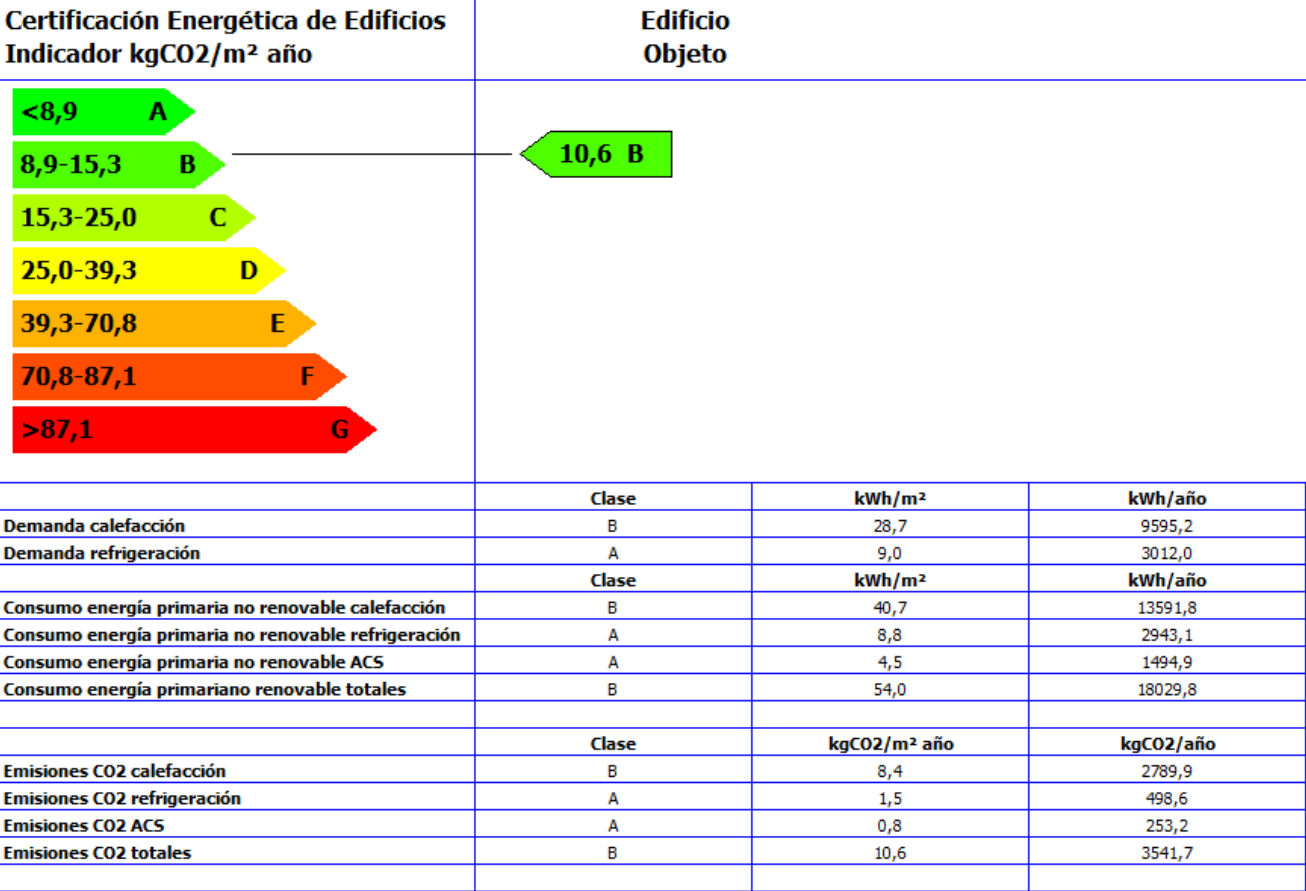 Certificación Energética de Edificios
Indicador kgCO2/m² año
Edificio
Objeto
<8,9 A
8,9-15,3 B
10,6 B
15,3-25,0 C
25,0-39,3 D
39,3-70,8 E
70,8-87,1 F
>87,1 G
Clase kWh/m² kWh/año
Demanda calefacción B 28,7 9595,2
Demanda refrigeración A 9,0 3012,0
Clase kWh/m² kWh/año
Consumo energía primaria no renovable calefacción B 40,7 13591,8
Consumo energía primaria no renovable refrigeración A 8,8 2943,1
Consumo energía primaria no renovable ACS A 4,5 1494,9
Consumo energía primariano renovable totales B 54,0 18029,8
Clase kgCO2/m² año kgCO2/año
Emisiones CO2 calefacción B 8,4 2789,9
Emisiones CO2 refrigeración A 1,5 498,6
Emisiones CO2 ACS A 0,8 253,2
Emisiones CO2 totales B 10,6 3541,7